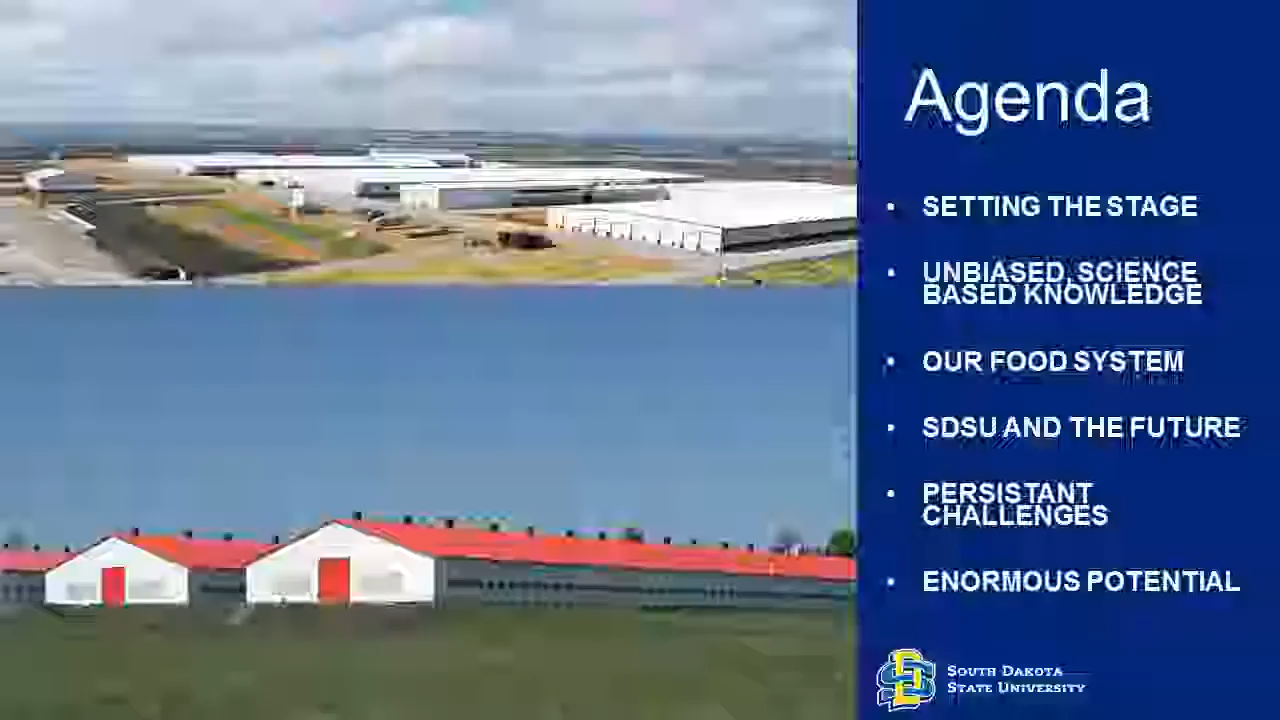 Agenda
• SETTING THE STAGE
• UNBIASED, SCIENCE
BASED KNOWLEDGE
• OUR FOOD SYSTEM
• SDSU AND THE FUTURE
• PERSISTANT
CHALLENGES
• ENORMOUS POTENTIAL
SOUTH DAKOTA
STATE UNIVERSITY